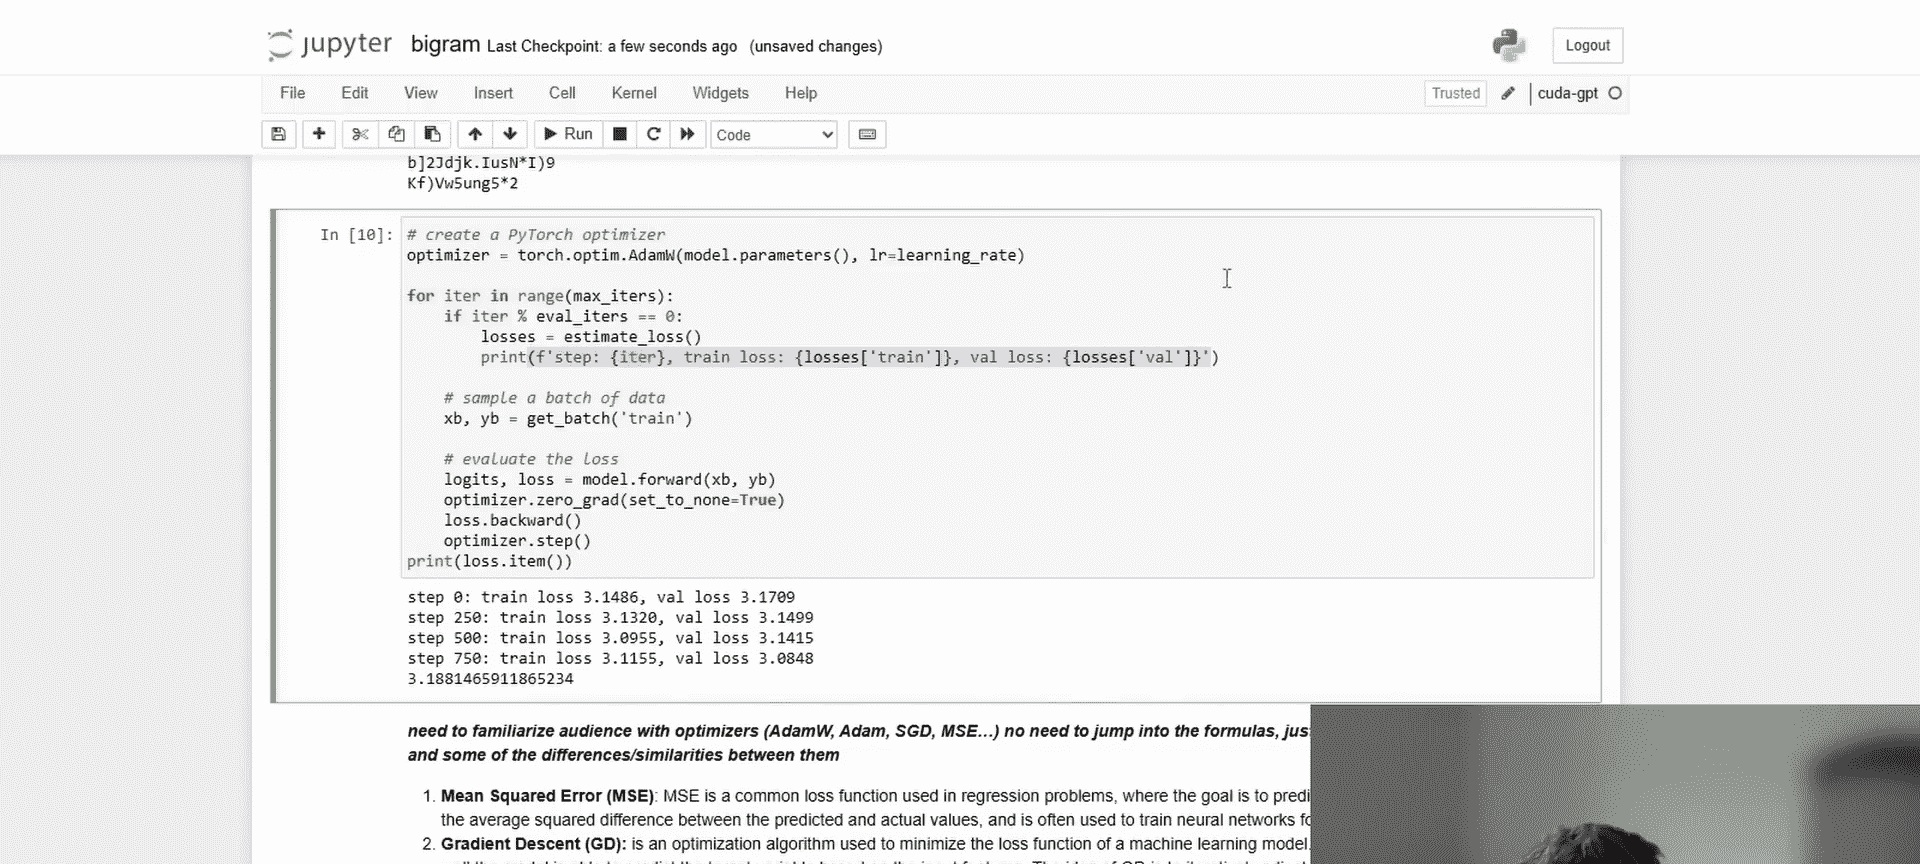 jupyter bigram Last Checkpoint: a few seconds ago (unsaved changes) Logout
File Edit View Insert Cell Kernel Widgets Help Trusted cuda-gpt
Run Code
b]2Jdjk.IusN*I)9
Kf)Vw5ung5*2
In [10]: # create a PyTorch optimizer
optimizer = torch.optim.AdamW(model.parameters(), lr=learning_rate)
for iter in range(max_iters):
    if iter % eval_iters == 0:
        losses = estimate_loss()
        print(f'step: {iter}, train loss: {losses['train']}, val loss: {losses['val']}')
    # sample a batch of data
    xb, yb = get_batch('train')
    # evaluate the loss
    logits, loss = model.forward(xb, yb)
    optimizer.zero_grad(set_to_none=True)
    loss.backward()
    optimizer.step()
print(loss.item())
step 0: train loss 3.1486, val loss 3.1709
step 250: train loss 3.1320, val loss 3.1499
step 500: train loss 3.0955, val loss 3.1415
step 750: train loss 3.1155, val loss 3.0848
3.1881465911865234
need to familiarize audience with optimizers (AdamW, Adam, SGD, MSE...) no need to jump into the formulas, jus
and some of the differences/similarities between them
1. Mean Squared Error (MSE): MSE is a common loss function used in regression problems, where the goal is to predi
the average squared difference between the predicted and actual values, and is often used to train neural networks fo
2. Gradient Descent (GD): is an optimization algorithm used to minimize the loss function of a machine learning model.